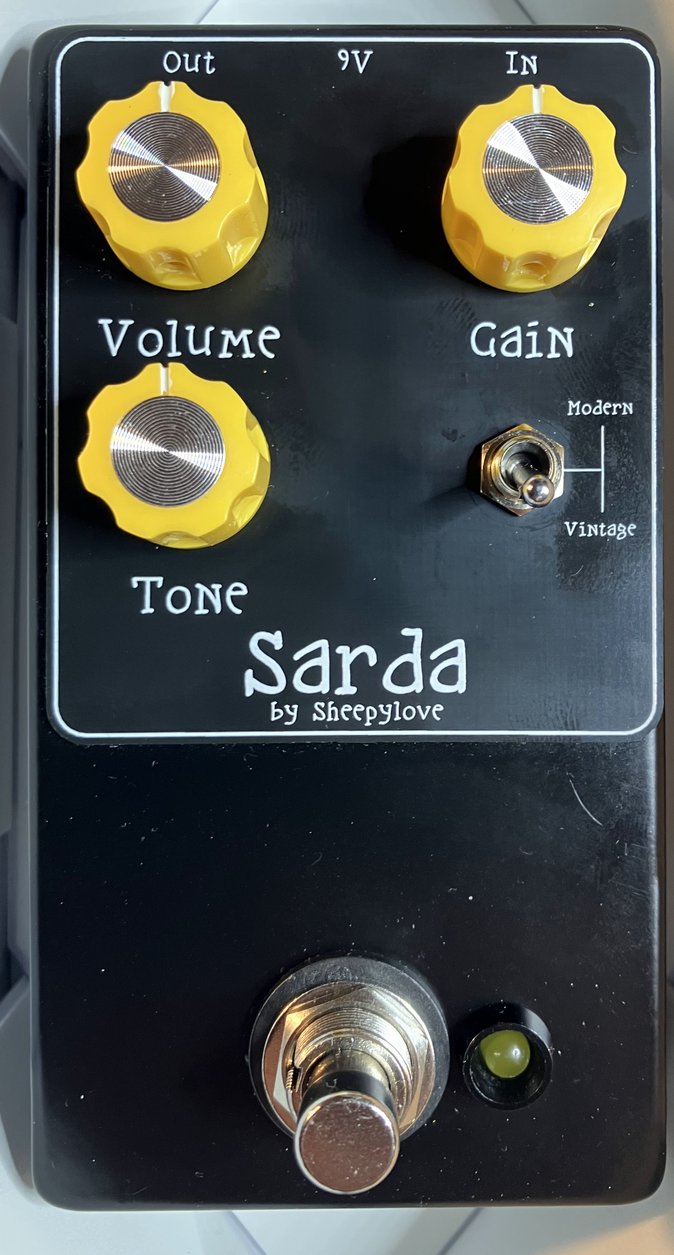 Out 9V In
Volume Gain
Modern
Vintage
Tone
Sarda
by Sheepylove